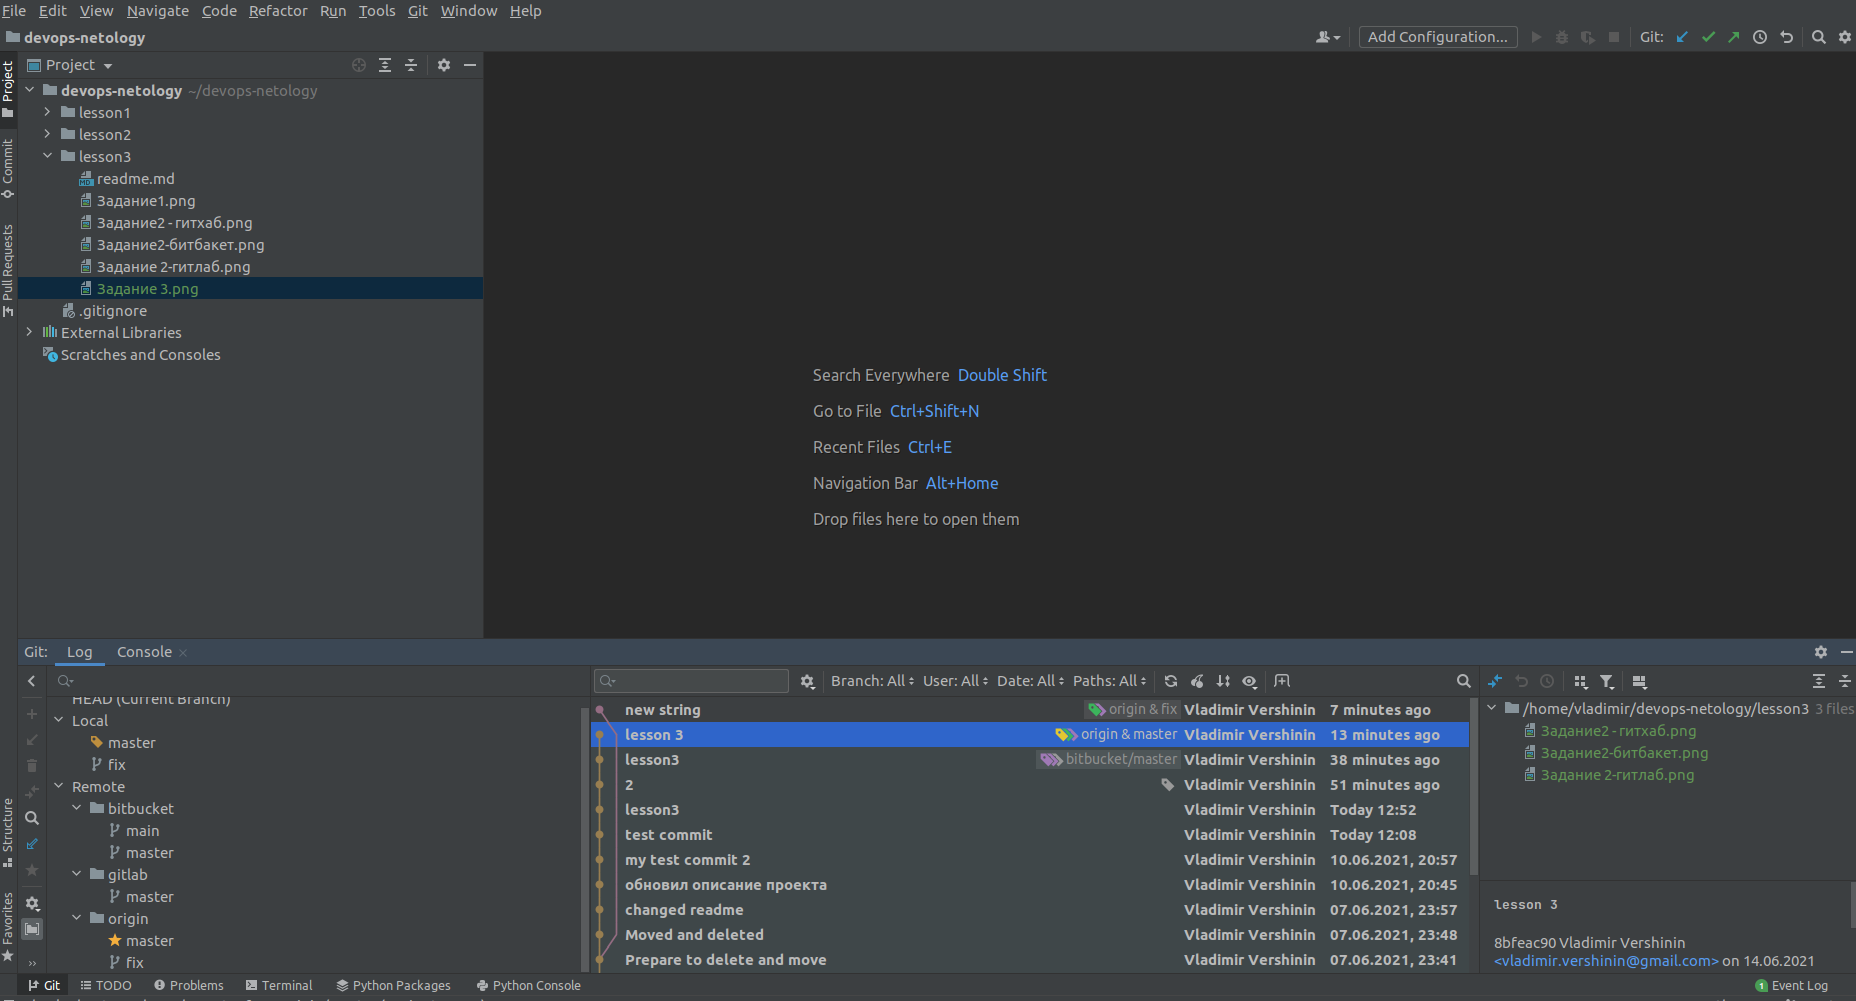 File Edit View Navigate Code Refactor Run Tools Git Window Help
devops-netology
Add Configuration...
Git:
Project
Project
Commit
Pull Requests
Structure
Favorites
devops-netology ~/devops-netology
lesson1
lesson2
lesson3
readme.md
Задание1.png
Задание2 - гитхаб.png
Задание2-битбакет.png
Задание 2-гитлаб.png
Задание 3.png
.gitignore
External Libraries
Scratches and Consoles
Search Everywhere Double Shift
Go to File Ctrl+Shift+N
Recent Files Ctrl+E
Navigation Bar Alt+Home
Drop files here to open them
Git: Log Console
HEAD (Current Branch)
Local
master
fix
Remote
bitbucket
main
master
gitlab
master
origin
master
fix
Branch: All User: All Date: All Paths: All
new string origin & fix Vladimir Vershinin 7 minutes ago
lesson 3 origin & master Vladimir Vershinin 13 minutes ago
lesson3 bitbucket/master Vladimir Vershinin 38 minutes ago
2 Vladimir Vershinin 51 minutes ago
lesson3 Vladimir Vershinin Today 12:52
test commit Vladimir Vershinin Today 12:08
my test commit 2 Vladimir Vershinin 10.06.2021, 20:57
обновил описание проекта Vladimir Vershinin 10.06.2021, 20:45
changed readme Vladimir Vershinin 07.06.2021, 23:57
Moved and deleted Vladimir Vershinin 07.06.2021, 23:48
Prepare to delete and move Vladimir Vershinin 07.06.2021, 23:41
/home/vladimir/devops-netology/lesson3 3 files
Задание2 - гитхаб.png
Задание2-битбакет.png
Задание 2-гитлаб.png
lesson 3
8bfeac90 Vladimir Vershinin
<vladimir.vershinin@gmail.com> on 14.06.2021
Git TODO Problems Terminal Python Packages Python Console
1 Event Log